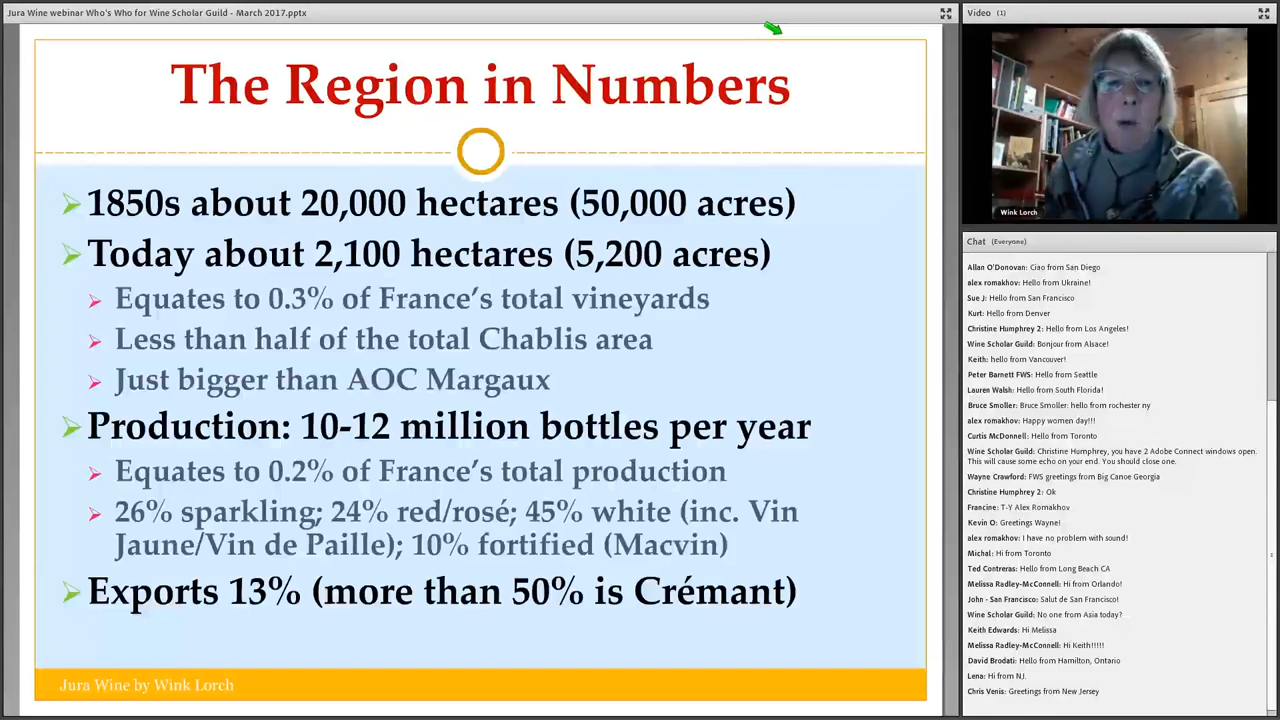 Jura Wine webinar Who's Who for Wine Scholar Guild - March 2017.pptx
The Region in Numbers
1850s about 20,000 hectares (50,000 acres)
Today about 2,100 hectares (5,200 acres)
Equates to 0.3% of France's total vineyards
Less than half of the total Chablis area
Just bigger than AOC Margaux
Production: 10-12 million bottles per year
Equates to 0.2% of France's total production
26% sparkling; 24% red/rosé; 45% white (inc. Vin
Jaune/Vin de Paille); 10% fortified (Macvin)
Exports 13% (more than 50% is Crémant)
Jura Wine by Wink Lorch
Video (1)
Wink Lorch
Chat (Everyone)
Allan O'Donovan: Ciao from San Diego
alex romakhov: Hello from Ukraine!
Sue J: Hello from San Francisco
Kurt: Hello from Denver
Christine Humphrey 2: Hello from Los Angeles!
Wine Scholar Guild: Bonjour from Alsace!
Keith: hello from Vancouver!
Peter Barnett FWS: Hello from Seattle
Lauren Walsh: Hello from South Florida!
Bruce Smoller: Bruce Smoller: hello from rochester ny
alex romakhov: Happy women day!!!
Curtis McDonnell: Hello from Toronto
Wine Scholar Guild: Christine Humphrey, you have 2 Adobe Connect windows open.
This will cause some echo on your end. You should close one.
Wayne Crawford: FWS greetings from Big Canoe Georgia
Christine Humphrey 2: Ok
Francine: T-Y Alex Romakhov
Kevin O: Greetings Wayne!
alex romakhov: I have no problem with sound!
Michal: Hi from Toronto
Ted Contreras: Hello from Long Beach CA
Melissa Radley-McConnell: Hi from Orlando!
John - San Francisco: Salut de San Francisco!
Wine Scholar Guild: No one from Asia today?
Keith Edwards: Hi Melissa
Melissa Radley-McConnell: Hi Keith!!!!!
David Brodati: Hello from Hamilton, Ontario
Lena: Hi from NJ.
Chris Venis: Greetings from New Jersey